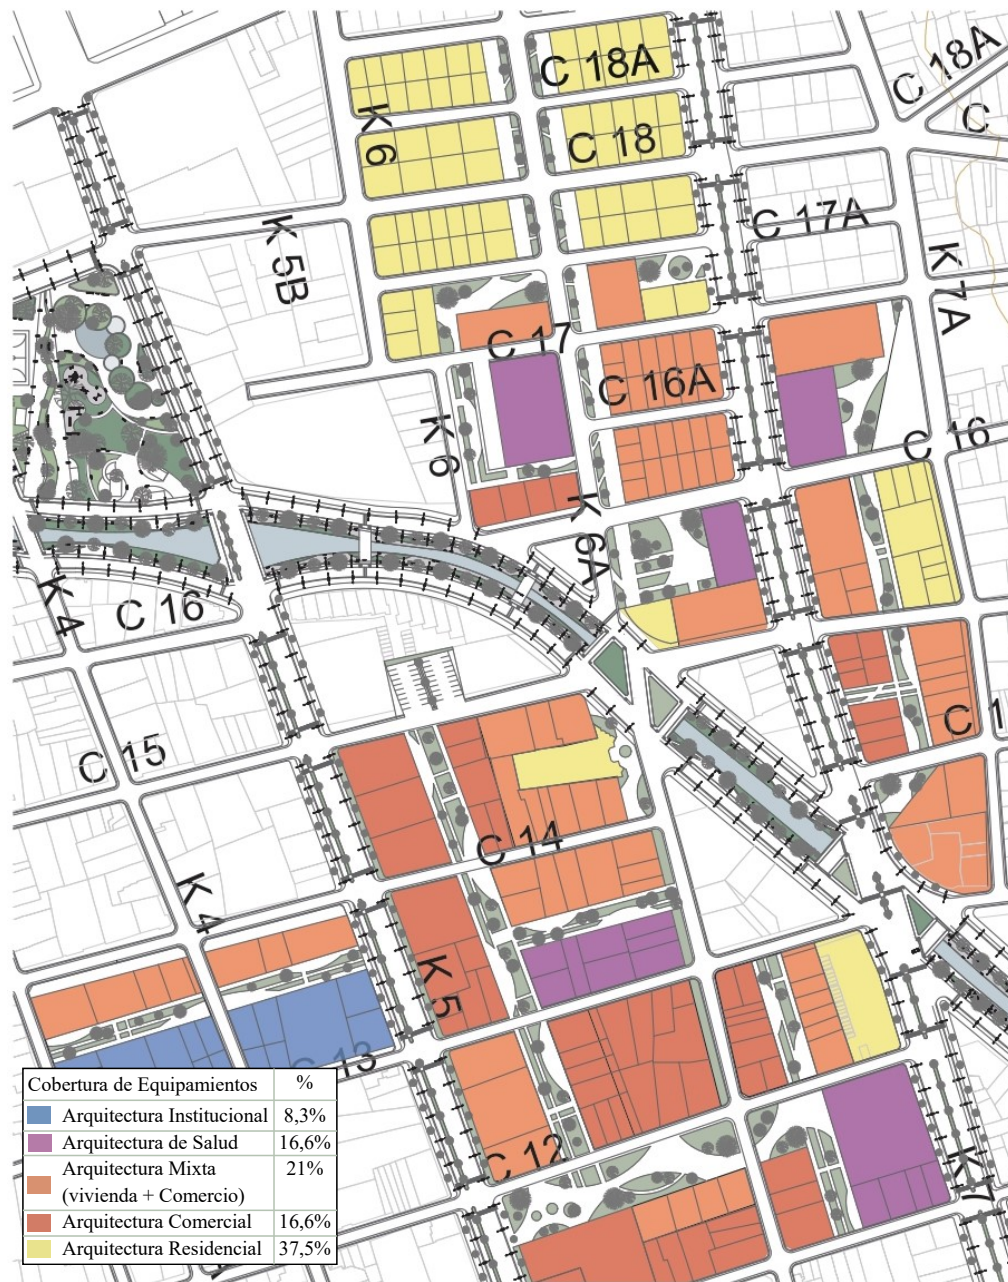 C 18A
C 18A
C
K 6
C 18
C 17A
K 5B
K 7A
C 17
C 16A
K 6
C 16
K 6A
K 4
C 16
C 1
C 15
C 14
K 4
K 5
C 13
C 12
K 7
Cobertura de Equipamientos %
Arquitectura Institucional 8,3%
Arquitectura de Salud 16,6%
Arquitectura Mixta 21%
(vivienda + Comercio)
Arquitectura Comercial 16,6%
Arquitectura Residencial 37,5%